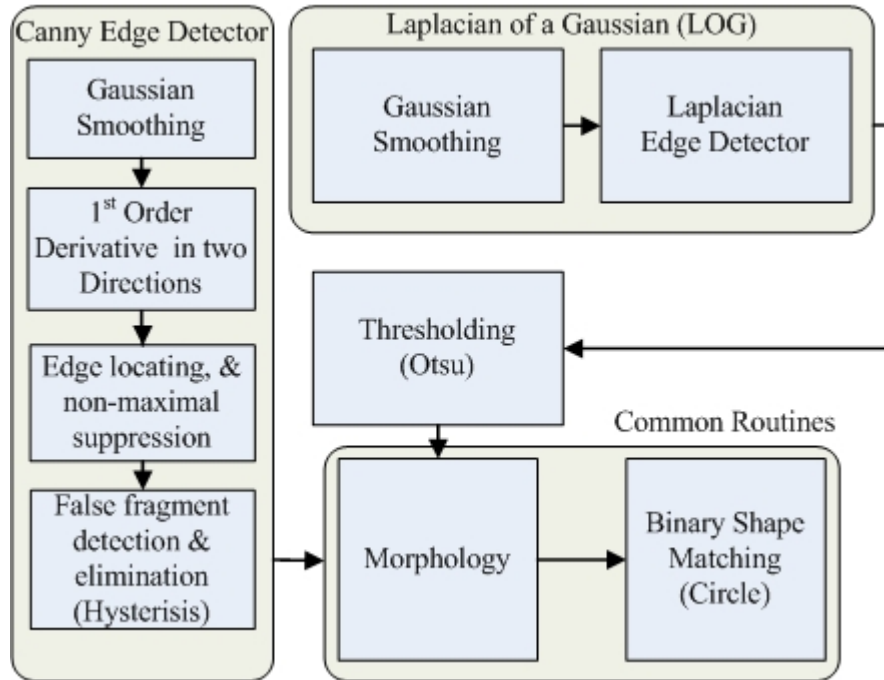 Canny Edge Detector
Gaussian
Smoothing
1st Order
Derivative in two
Directions
Edge locating, &
non-maximal
suppression
False fragment
detection &
elimination
(Hysterisis)
Laplacian of a Gaussian (LOG)
Gaussian
Smoothing
Laplacian
Edge Detector
Thresholding
(Otsu)
Common Routines
Morphology
Binary Shape
Matching
(Circle)